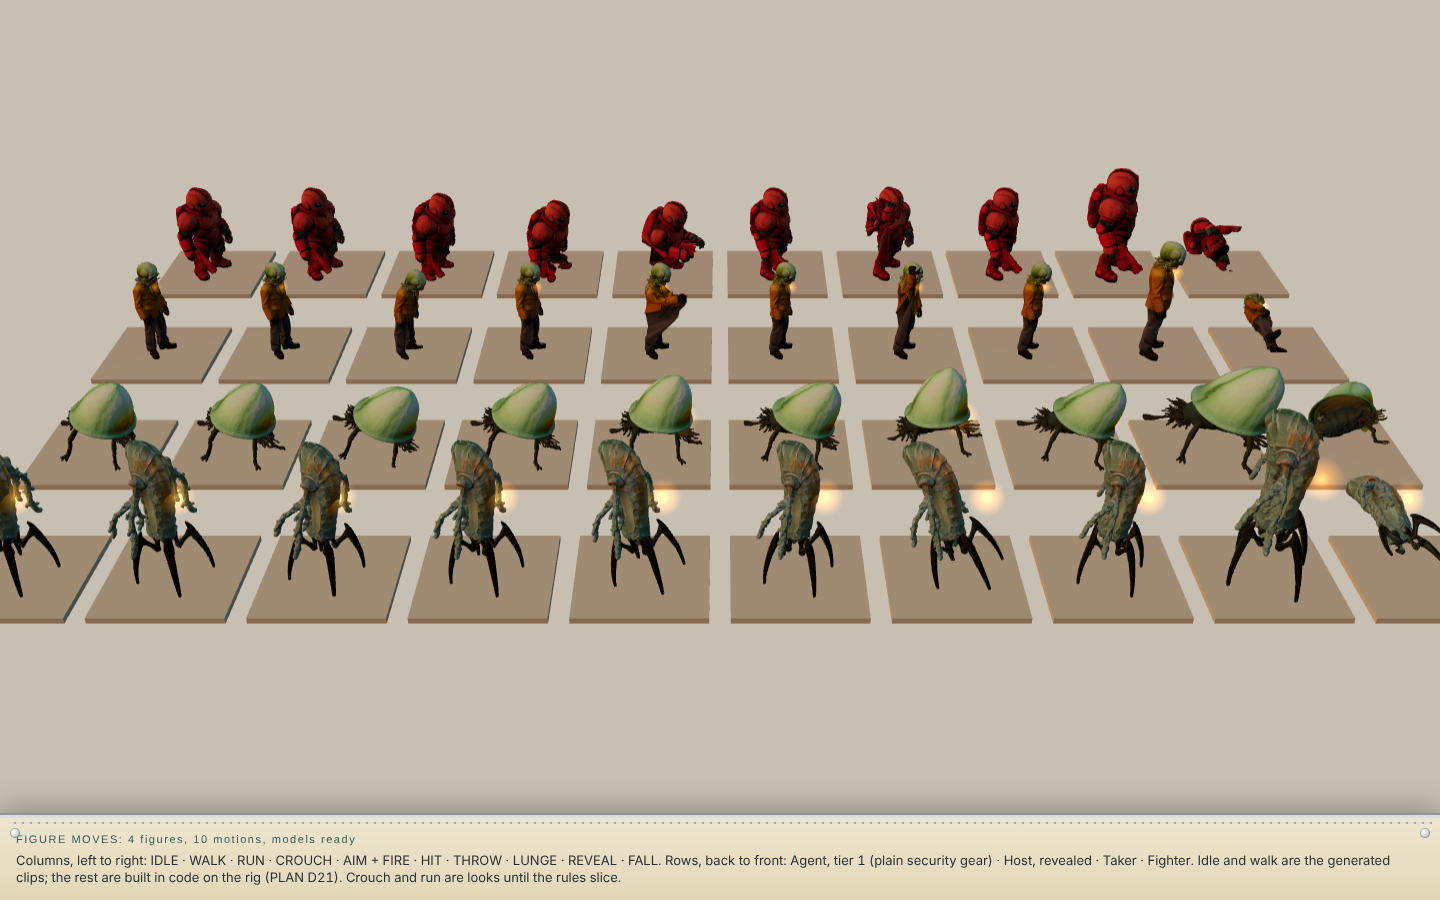 FIGURE MOVES: 4 figures, 10 motions, models ready
Columns, left to right: IDLE · WALK · RUN · CROUCH · AIM + FIRE · HIT · THROW · LUNGE · REVEAL · FALL. Rows, back to front: Agent, tier 1 (plain security gear) · Host, revealed · Taker · Fighter. Idle and walk are the generated
clips; the rest are built in code on the rig (PLAN D21). Crouch and run are looks until the rules slice.